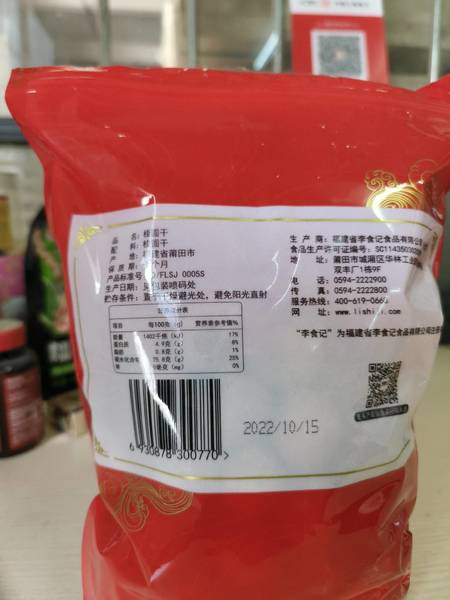 品 名: 桂圆干
配 料: 桂圆干
产 地: 福建省莆田市
保 质 期: 个月
产品标准号: /FLSJ 0005S
生产日期: 见包装喷码处
贮存条件: 置于干燥避光处，避免阳光直射
营养成分表
项目 每100克(g) 营养素参考值%
能量 1402千焦(kJ) 17%
蛋白质 4.9克(g) 8%
脂肪 0.8克(g) 1%
碳水化合 75.8克(g) 25%
毫克(mg) 0%
6 930878 300770>
生 产 商: 福建省李食记食品有限公
食品生产许可证编号: SC1143503
地 址: 莆田市城厢区华林工业
双丰厂1栋9F
电 话: 0594-2222900
传 真: 0594-2222800
服务热线: 400-619-066
网 址: www.lishiji.com
“李食记”为福建省李食记食品有限公司注册
2022/10/15